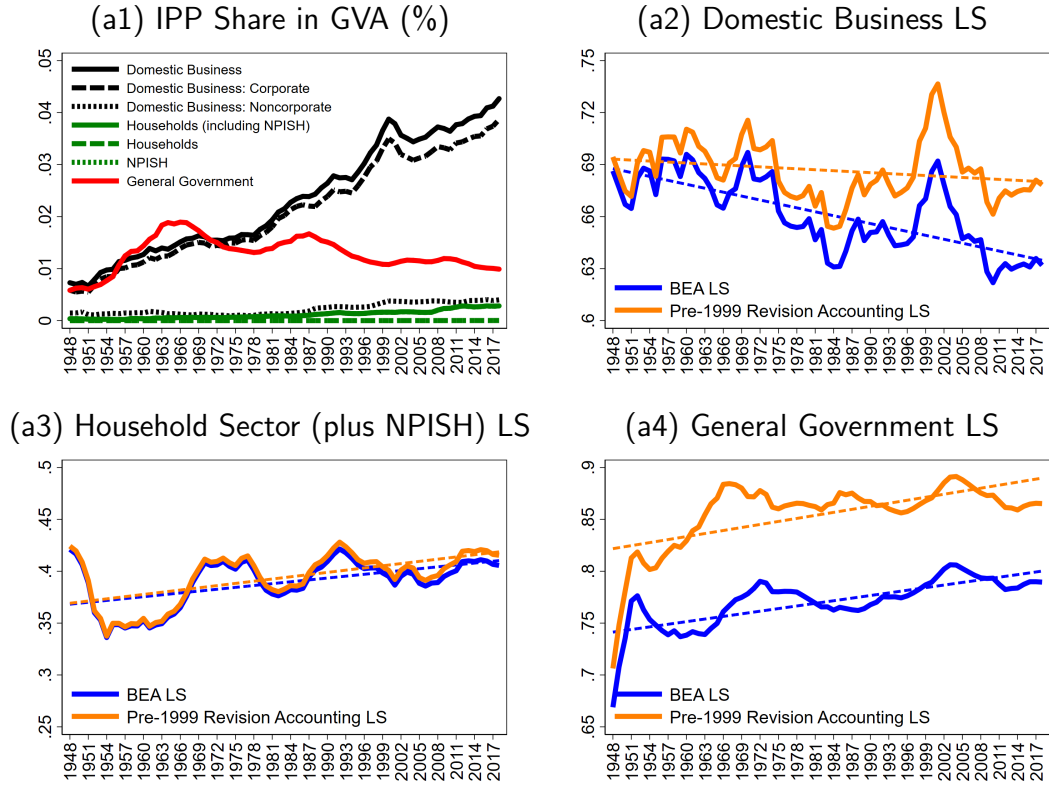 (a1) IPP Share in GVA (%)
.05
.04
.03
.02
.01
0
Domestic Business
Domestic Business: Corporate
Domestic Business: Noncorporate
Households (including NPISH)
Households
NPISH
General Government
1948 1951 1954 1957 1960 1963 1966 1969 1972 1975 1978 1981 1984 1987 1990 1993 1996 1999 2002 2005 2008 2011 2014 2017
(a2) Domestic Business LS
.75
.72
.69
.66
.63
.6
BEA LS
Pre-1999 Revision Accounting LS
1948 1951 1954 1957 1960 1963 1966 1969 1972 1975 1978 1981 1984 1987 1990 1993 1996 1999 2002 2005 2008 2011 2014 2017
(a3) Household Sector (plus NPISH) LS
.5
.45
.4
.35
.3
.25
BEA LS
Pre-1999 Revision Accounting LS
1948 1951 1954 1957 1960 1963 1966 1969 1972 1975 1978 1981 1984 1987 1990 1993 1996 1999 2002 2005 2008 2011 2014 2017
(a4) General Government LS
.9
.85
.8
.75
.7
.65
BEA LS
Pre-1999 Revision Accounting LS
1948 1951 1954 1957 1960 1963 1966 1969 1972 1975 1978 1981 1984 1987 1990 1993 1996 1999 2002 2005 2008 2011 2014 2017